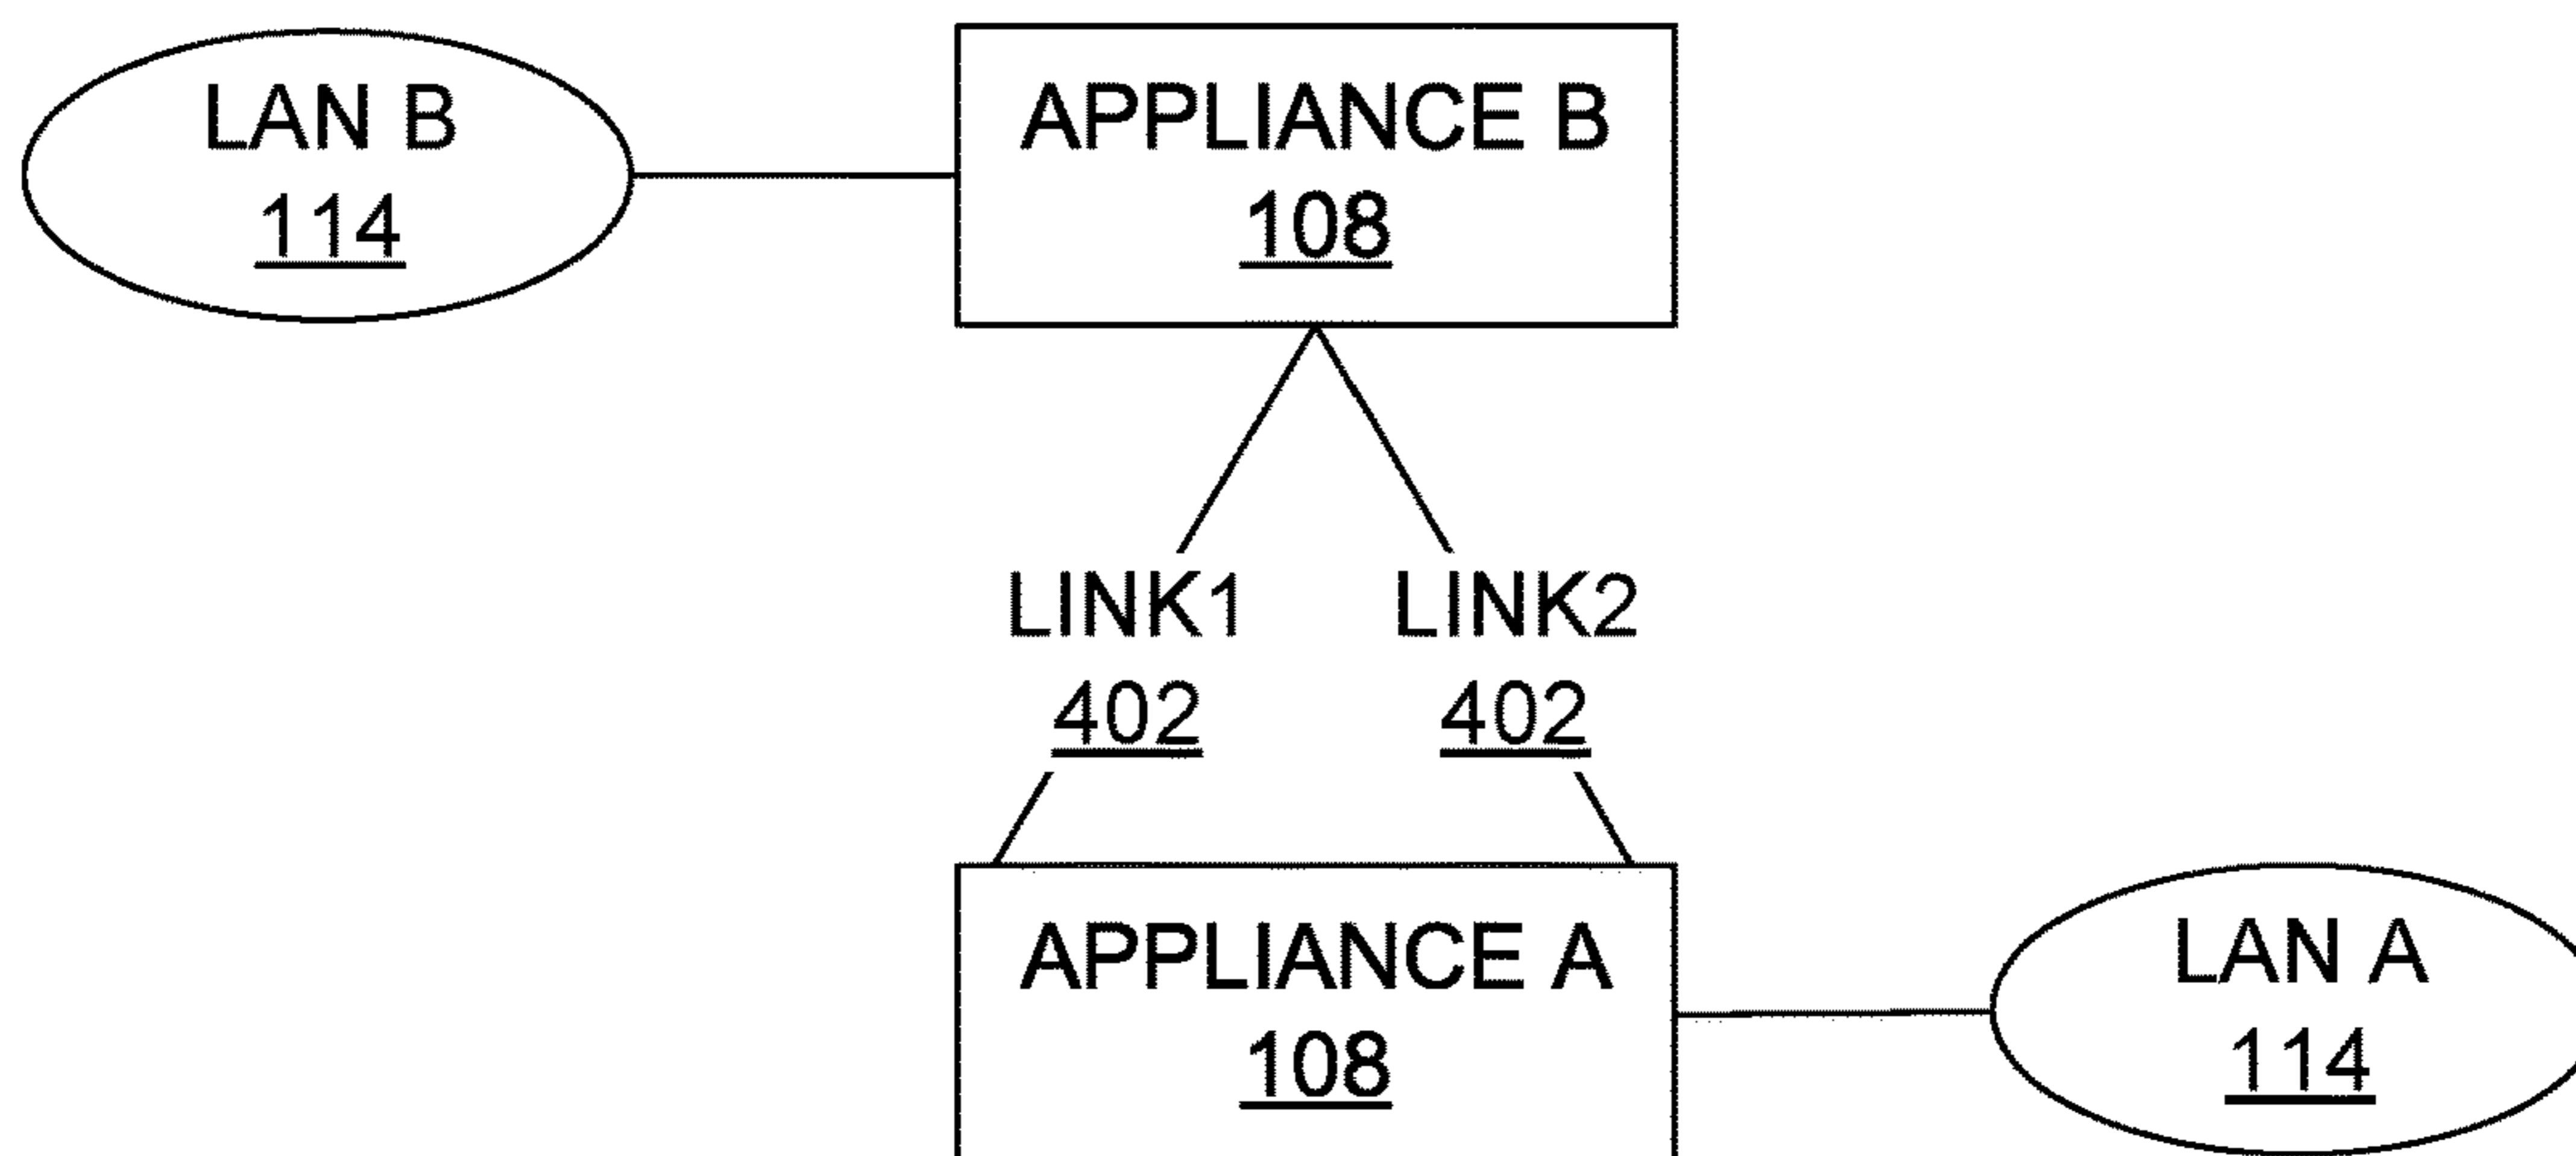 LAN B
114
APPLIANCE B
108
LINK1
402
LINK2
402
APPLIANCE A
108
LAN A
114